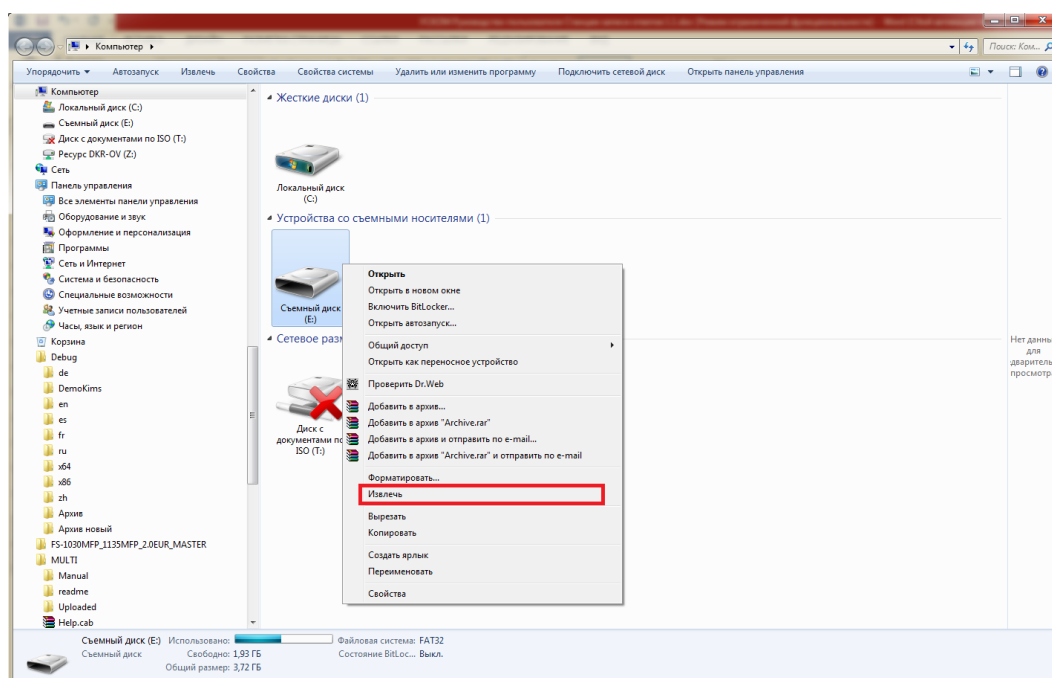 Компьютер
Поиск: Ком...
Упорядочить Автозапуск Извлечь Свойства Свойства системы Удалить или изменить программу Подключить сетевой диск Открыть панель управления
Компьютер
Локальный диск (C:)
Съемный диск (E:)
Диск с документами по ISO (T:)
Ресурс DKR-OV (Z:)
Сеть
Панель управления
Все элементы панели управления
Оборудование и звук
Оформление и персонализация
Программы
Сеть и Интернет
Система и безопасность
Специальные возможности
Учетные записи пользователей
Часы, язык и регион
Корзина
Debug
de
DemoKims
en
es
fr
ru
x64
x86
zh
Архив
Архив новый
FS-1030MFP_1135MFP_2.0EUR_MASTER
MULTI
Manual
readme
Uploaded
Help.cab
Жесткие диски (1)
Локальный диск
(C:)
Устройства со съемными носителями (1)
Съемный диск
(E:)
Сетевое раз
Диск с
документами по
ISO (T:)
Открыть
Открыть в новом окне
Включить BitLocker...
Открыть автозапуск...
Общий доступ
Открыть как переносное устройство
Проверить Dr.Web
Добавить в архив...
Добавить в архив "Archive.rar"
Добавить в архив и отправить по e-mail...
Добавить в архив "Archive.rar" и отправить по e-mail
Форматировать...
Извлечь
Вырезать
Копировать
Создать ярлык
Переименовать
Свойства
Нет данны
для
дваритель
просмотр
Съемный диск (E:) Использовано: Файловая система: FAT32
Съемный диск Свободно: 1,93 ГБ Состояние BitLoc... Выкл.
Общий размер: 3,72 ГБ